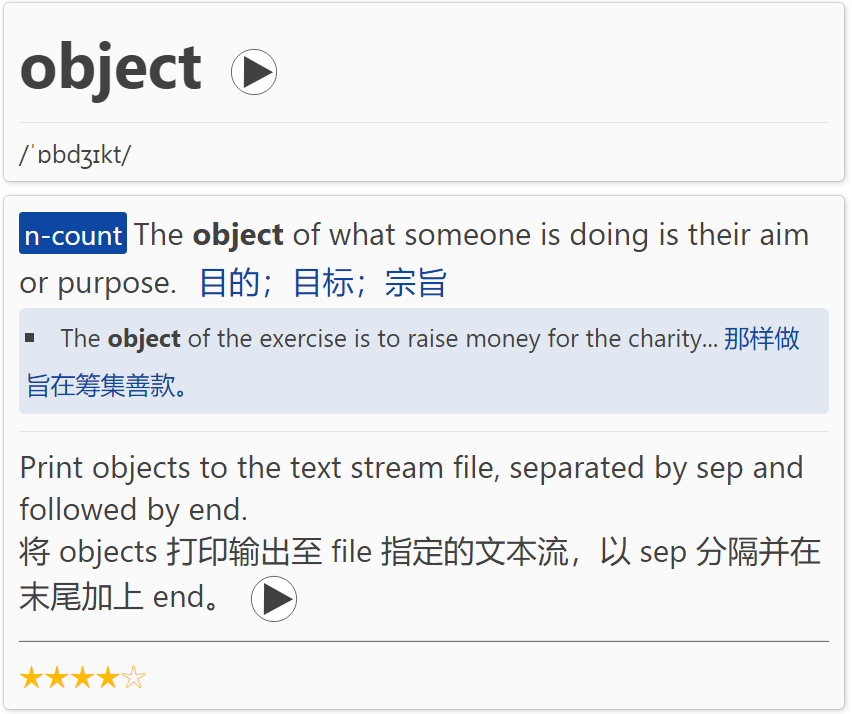 object
/ˈɒbdʒɪkt/
n-count The object of what someone is doing is their aim
or purpose. 目的；目标；宗旨
The object of the exercise is to raise money for the charity... 那样做
旨在筹集善款。
Print objects to the text stream file, separated by sep and
followed by end.
将 objects 打印输出至 file 指定的文本流，以 sep 分隔并在
末尾加上 end。
★★★★☆